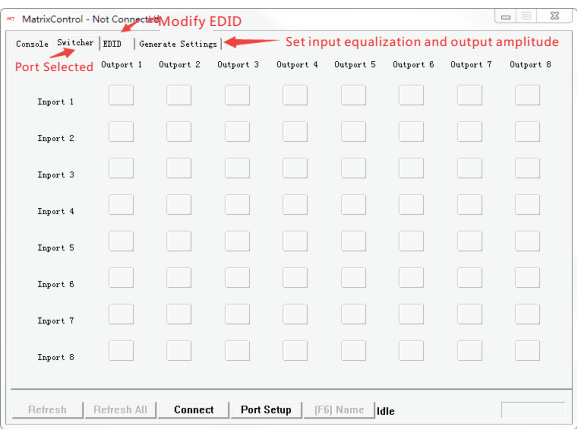 MatrixControl - Not Connected
Modify EDID
Console Switcher EDID Generate Settings
Set input equalization and output amplitude
Port Selected
Outport 1 Outport 2 Outport 3 Outport 4 Outport 5 Outport 6 Outport 7 Outport 8
Inport 1
Inport 2
Inport 3
Inport 4
Inport 5
Inport 6
Inport 7
Inport 8
Refresh Refresh All Connect Port Setup (F6) Name Idle